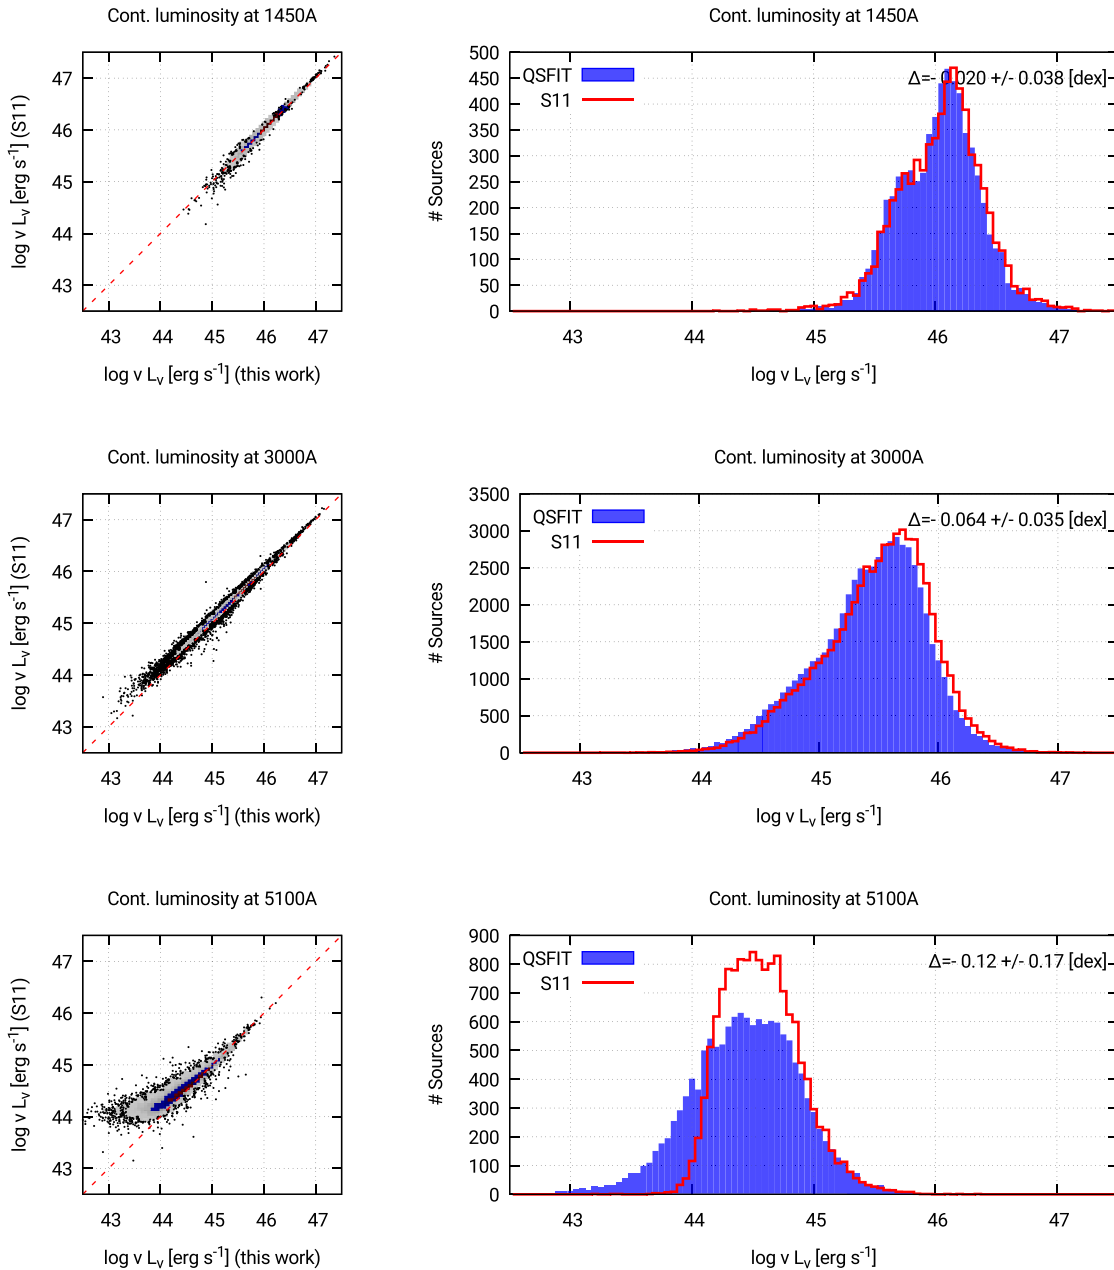 Cont. luminosity at 1450A
47
46
45
44
43
43 44 45 46 47
log ν Lν [erg s-1] (S11)
log ν Lν [erg s-1] (this work)
Cont. luminosity at 1450A
500
450
400
350
300
250
200
150
100
50
0
43 44 45 46 47
# Sources
log ν Lν [erg s-1]
QSFIT
S11
Δ=- 0.020 +/- 0.038 [dex]
Cont. luminosity at 3000A
47
46
45
44
43
43 44 45 46 47
log ν Lν [erg s-1] (S11)
log ν Lν [erg s-1] (this work)
Cont. luminosity at 3000A
3500
3000
2500
2000
1500
1000
500
0
43 44 45 46 47
# Sources
log ν Lν [erg s-1]
QSFIT
S11
Δ=- 0.064 +/- 0.035 [dex]
Cont. luminosity at 5100A
47
46
45
44
43
43 44 45 46 47
log ν Lν [erg s-1] (S11)
log ν Lν [erg s-1] (this work)
Cont. luminosity at 5100A
900
800
700
600
500
400
300
200
100
0
43 44 45 46 47
# Sources
log ν Lν [erg s-1]
QSFIT
S11
Δ=- 0.12 +/- 0.17 [dex]